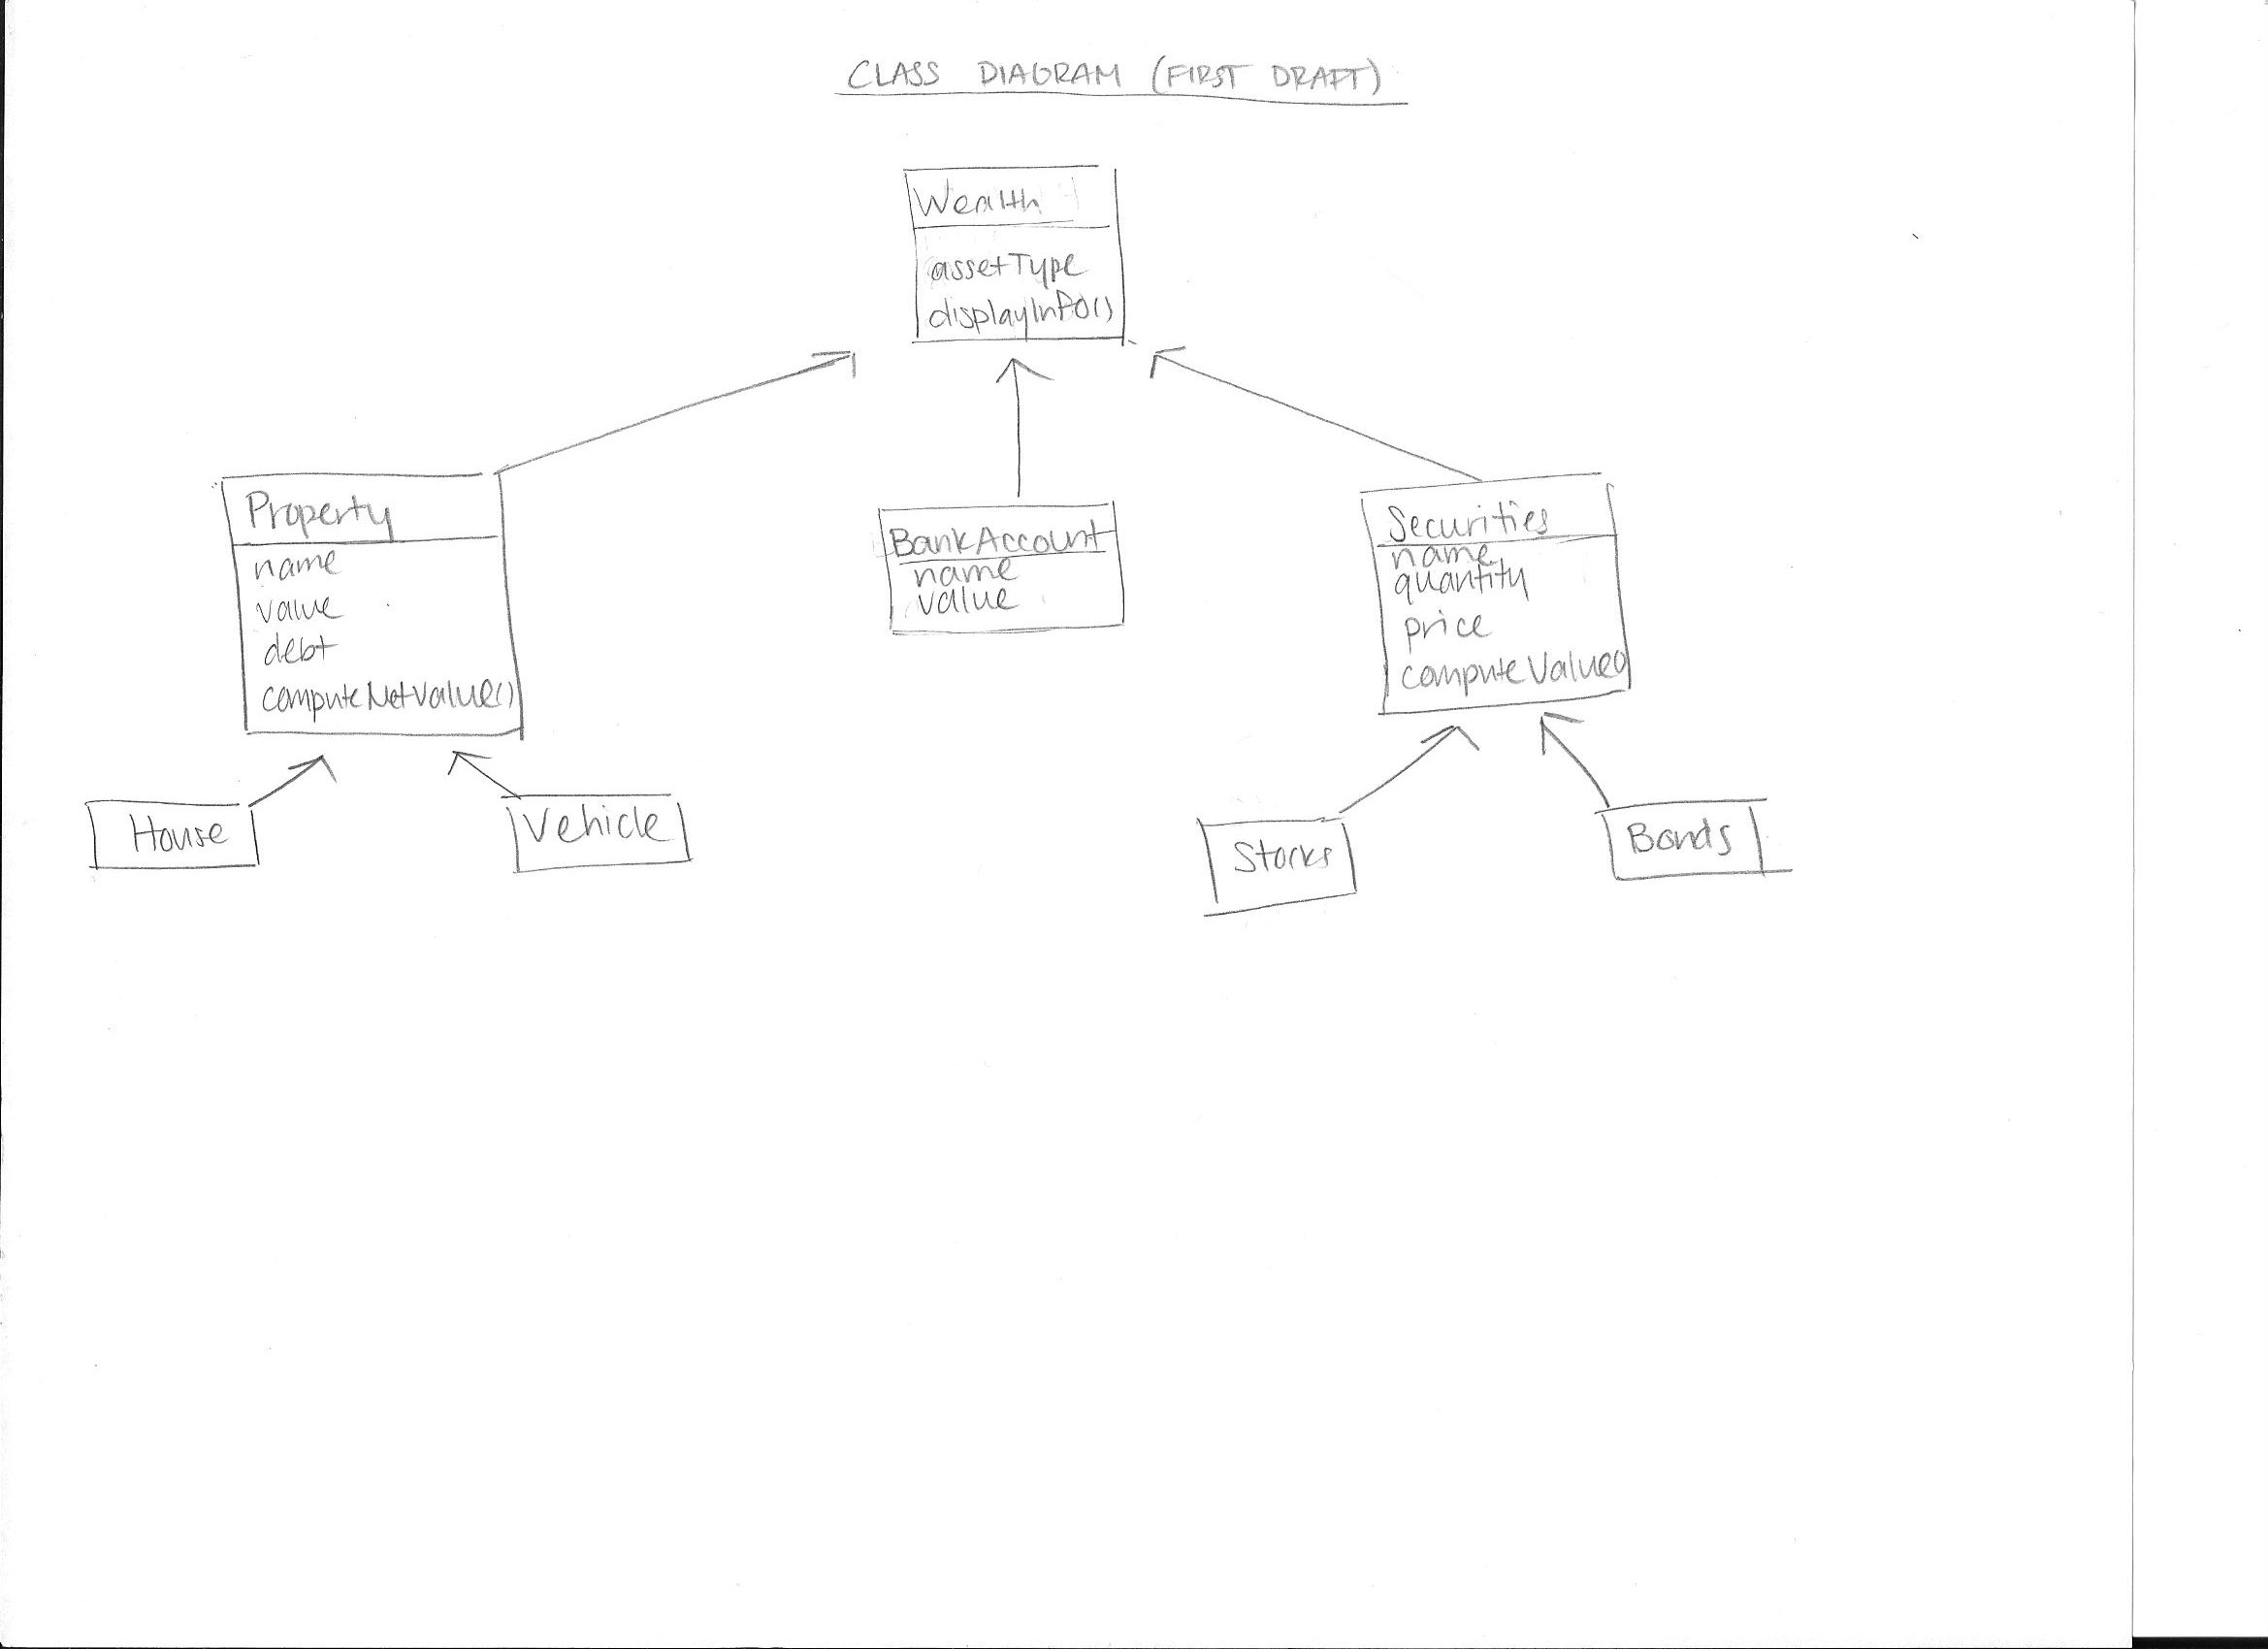 CLASS DIAGRAM (FIRST DRAFT)
Wealth
assetType
displayInfo()
Property
name
value
debt
computeNetValue()
BankAccount
name
value
Securities
name
quantity
price
computeValue()
House
Vehicle
Stocks
Bonds